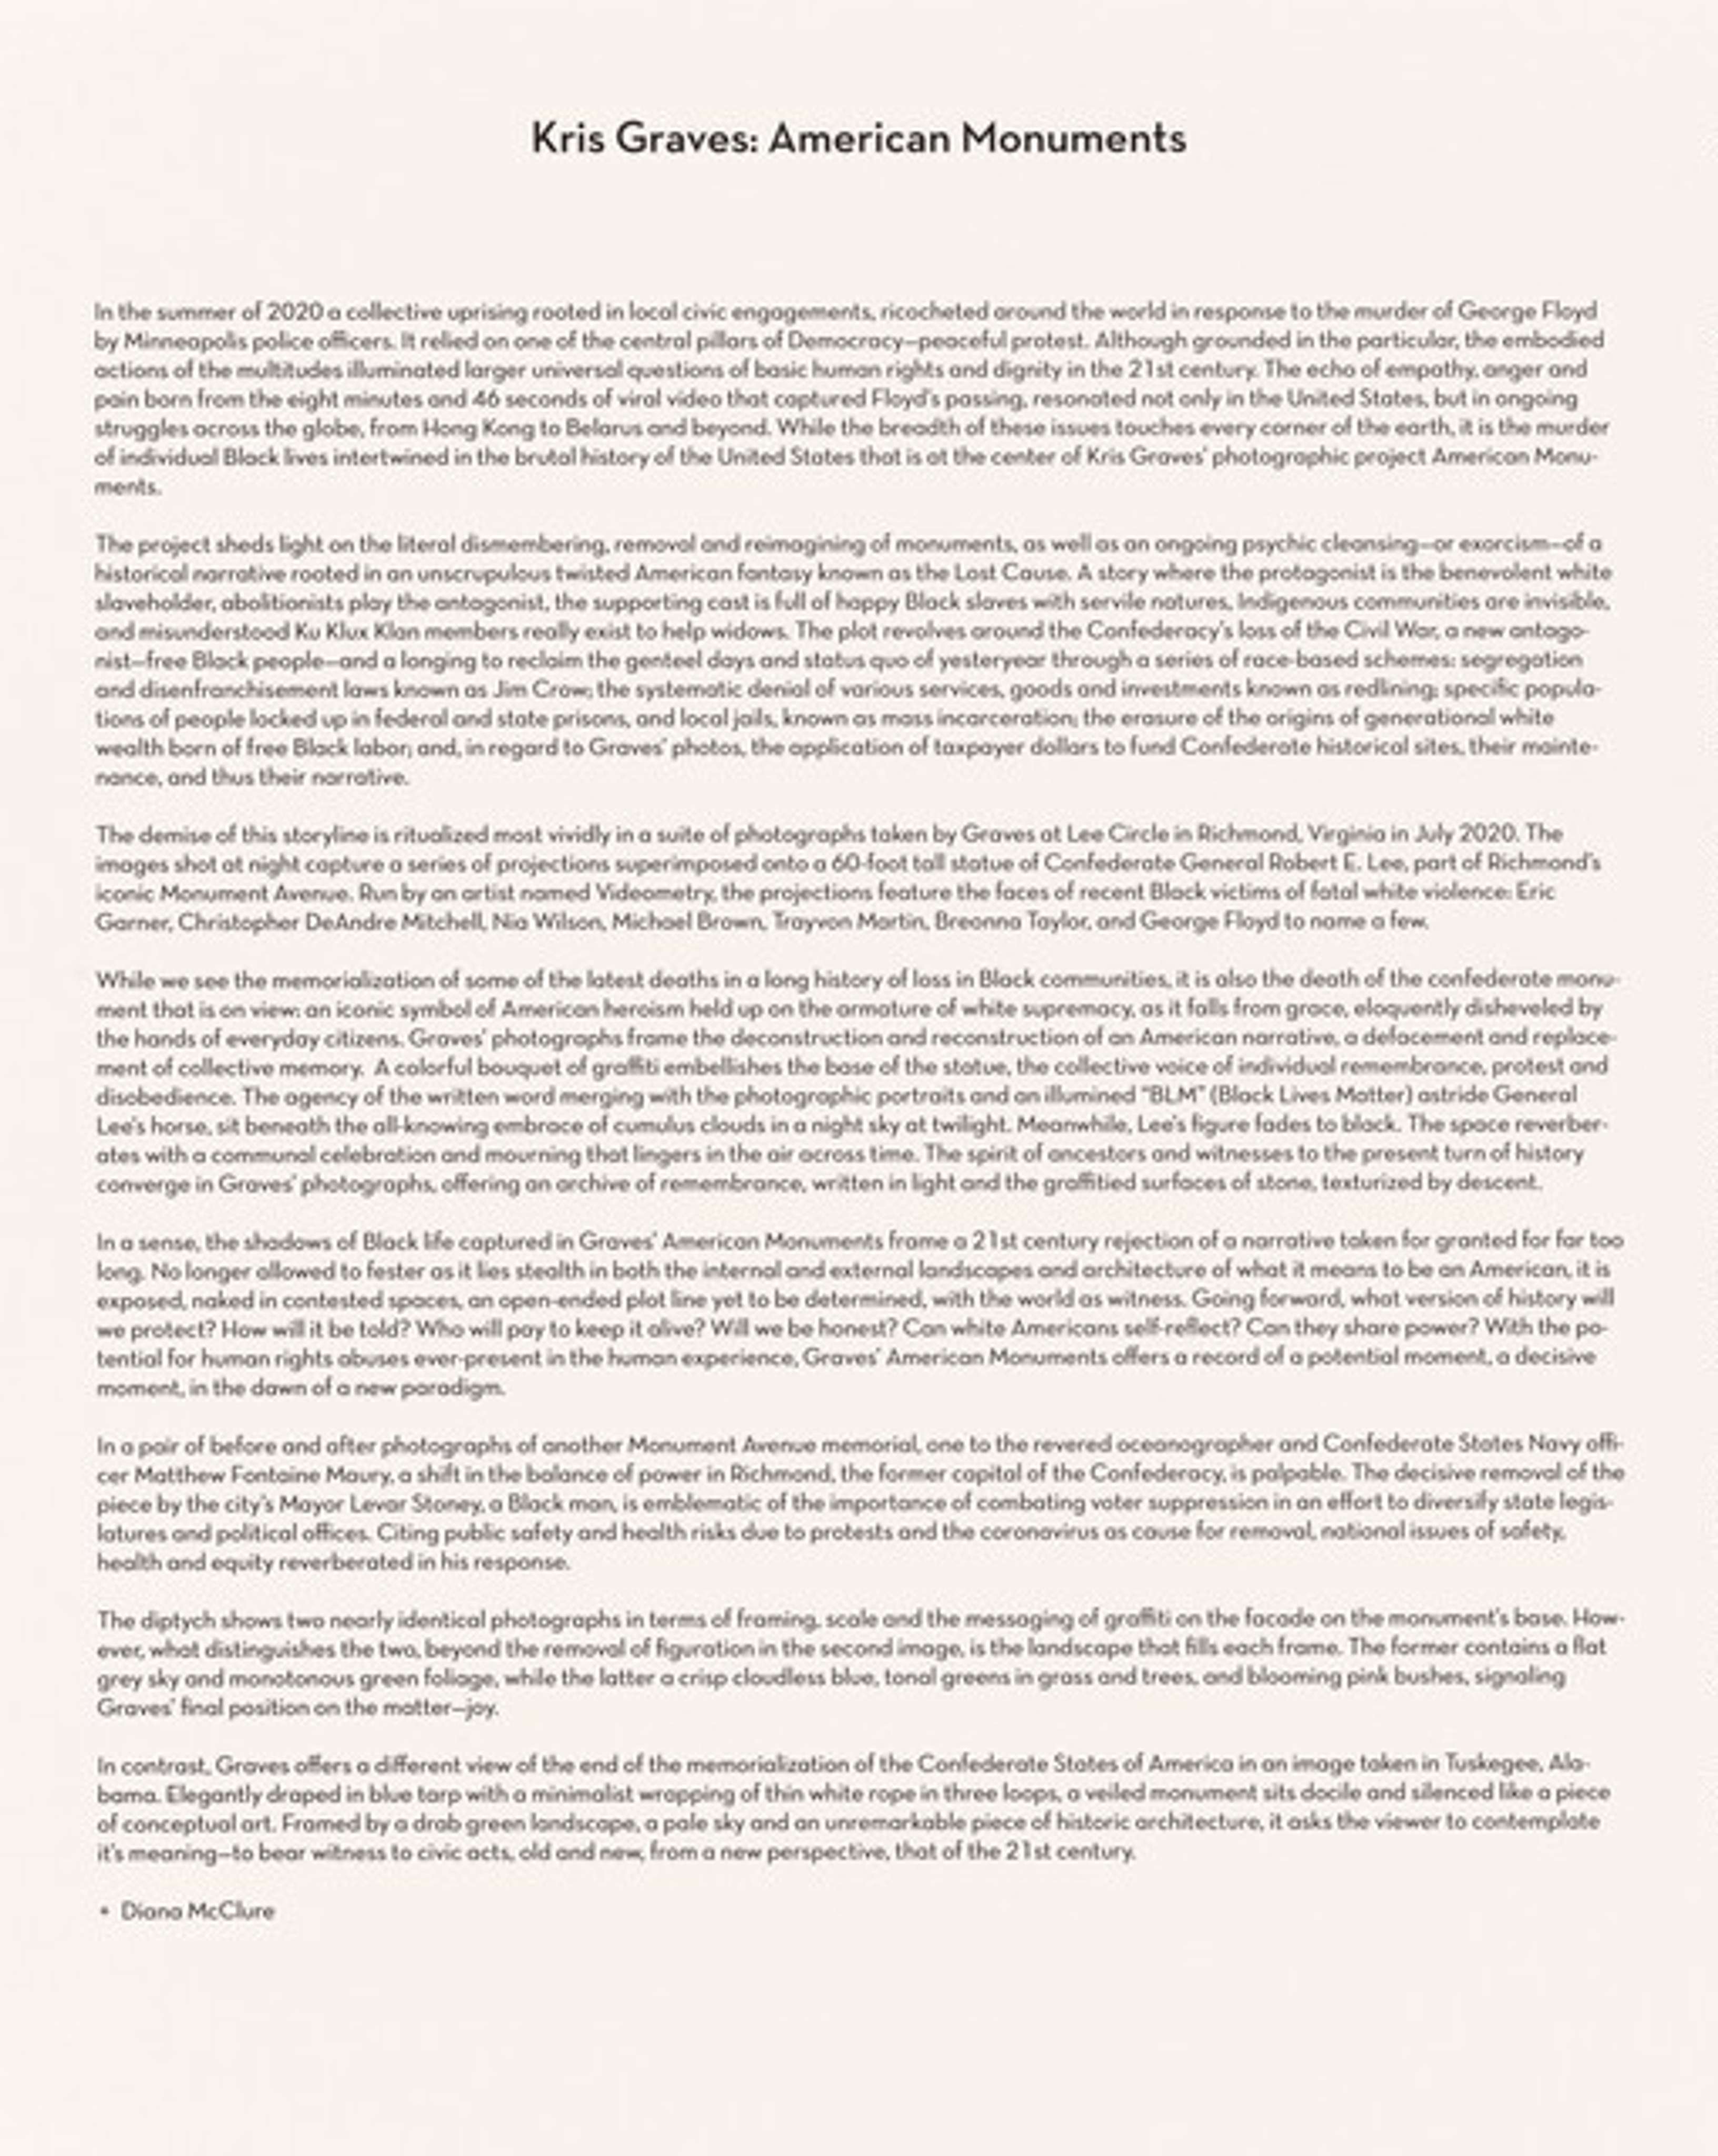 Kris Graves: American Monuments
In the summer of 2020 a collective uprising rooted in local civic engagements, ricocheted around the world in response to the murder of George Floyd
by Minneapolis police officers. It relied on one of the central pillars of Democracy—peaceful protest. Although grounded in the particular, the embodied
actions of the multitudes illuminated larger universal questions of basic human rights and dignity in the 21st century. The echo of empathy, anger and
pain born from the eight minutes and 46 seconds of viral video that captured Floyd's passing, resonated not only in the United States, but in ongoing
struggles across the globe, from Hong Kong to Belarus and beyond. While the breadth of these issues touches every corner of the earth, it is the murder
of individual Black lives intertwined in the brutal history of the United States that is at the center of Kris Graves' photographic project American Monu-
ments.
The project sheds light on the literal dismembering, removal and reimagining of monuments, as well as an ongoing psychic cleansing—or exorcism—of a
historical narrative rooted in an unscrupulous twisted American fantasy known as the Lost Cause. A story where the protagonist is the benevolent white
slaveholder, abolitionists play the antagonist, the supporting cast is full of happy Black slaves with servile natures, Indigenous communities are invisible,
and misunderstood Ku Klux Klan members really exist to help widows. The plot revolves around the Confederacy's loss of the Civil War, a new antago-
nist—free Black people—and a longing to reclaim the genteel days and status quo of yesteryear through a series of race-based schemes: segregation
and disenfranchisement laws known as Jim Crow; the systematic denial of various services, goods and investments known as redlining; specific popula-
tions of people locked up in federal and state prisons, and local jails, known as mass incarceration; the erasure of the origins of generational white
wealth born of free Black labor; and, in regard to Graves' photos, the application of taxpayer dollars to fund Confederate historical sites, their mainte-
nance, and thus their narrative.
The demise of this storyline is ritualized most vividly in a suite of photographs taken by Graves at Lee Circle in Richmond, Virginia in July 2020. The
images shot at night capture a series of projections superimposed onto a 60-foot tall statue of Confederate General Robert E. Lee, part of Richmond's
iconic Monument Avenue. Run by an artist named Videometry, the projections feature the faces of recent Black victims of fatal white violence: Eric
Garner, Christopher DeAndre Mitchell, Nia Wilson, Michael Brown, Trayvon Martin, Breonna Taylor, and George Floyd to name a few.
While we see the memorialization of some of the latest deaths in a long history of loss in Black communities, it is also the death of the confederate monu-
ment that is on view: an iconic symbol of American heroism held up on the armature of white supremacy, as it falls from grace, eloquently disheveled by
the hands of everyday citizens. Graves' photographs frame the deconstruction and reconstruction of an American narrative, a defacement and replace-
ment of collective memory. A colorful bouquet of graffiti embellishes the base of the statue, the collective voice of individual remembrance, protest and
disobedience. The agency of the written word merging with the photographic portraits and an illumined "BLM" (Black Lives Matter) astride General
Lee's horse, sit beneath the all-knowing embrace of cumulus clouds in a night sky at twilight. Meanwhile, Lee's figure fades to black. The space reverber-
ates with a communal celebration and mourning that lingers in the air across time. The spirit of ancestors and witnesses to the present turn of history
converge in Graves' photographs, offering an archive of remembrance, written in light and the graffitied surfaces of stone, texturized by descent.
In a sense, the shadows of Black life captured in Graves' American Monuments frame a 21st century rejection of a narrative taken for granted for far too
long. No longer allowed to fester as it lies stealth in both the internal and external landscapes and architecture of what it means to be an American, it is
exposed, naked in contested spaces, an open-ended plot line yet to be determined, with the world as witness. Going forward, what version of history will
we protect? How will it be told? Who will pay to keep it alive? Will we be honest? Can white Americans self-reflect? Can they share power? With the po-
tential for human rights abuses ever-present in the human experience, Graves' American Monuments offers a record of a potential moment, a decisive
moment, in the dawn of a new paradigm.
In a pair of before and after photographs of another Monument Avenue memorial, one to the revered oceanographer and Confederate States Navy offi-
cer Matthew Fontaine Maury, a shift in the balance of power in Richmond, the former capital of the Confederacy, is palpable. The decisive removal of the
piece by the city's Mayor Levar Stoney, a Black man, is emblematic of the importance of combating voter suppression in an effort to diversify state legis-
latures and political offices. Citing public safety and health risks due to protests and the coronavirus as cause for removal, national issues of safety,
health and equity reverberated in his response.
The diptych shows two nearly identical photographs in terms of framing, scale and the messaging of graffiti on the facade on the monument's base. How-
ever, what distinguishes the two, beyond the removal of figuration in the second image, is the landscape that fills each frame. The former contains a flat
grey sky and monotonous green foliage, while the latter a crisp cloudless blue, tonal greens in grass and trees, and blooming pink bushes, signaling
Graves' final position on the matter—joy.
In contrast, Graves offers a different view of the end of the memorialization of the Confederate States of America in an image taken in Tuskegee, Ala-
bama. Elegantly draped in blue tarp with a minimalist wrapping of thin white rope in three loops, a veiled monument sits docile and silenced like a piece
of conceptual art. Framed by a drab green landscape, a pale sky and an unremarkable piece of historic architecture, it asks the viewer to contemplate
it's meaning—to bear witness to civic acts, old and new, from a new perspective, that of the 21st century.
• Diana McClure